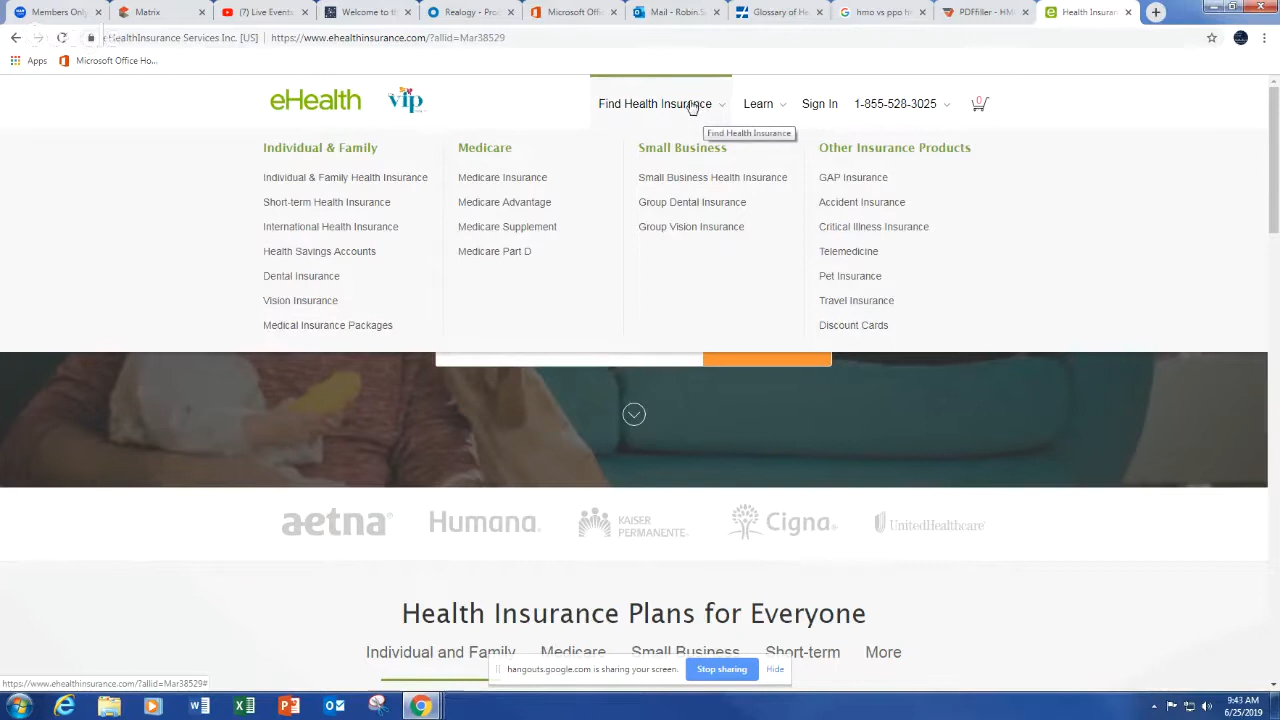 Members Only
Matrix
(7) Live Events
Welcome to th
Realogy - Pro
Microsoft Offic
Mail - Robin.S
Glossary of He
hmo vs ppo h
PDFfiller - HM
Health Insuran
HealthInsurance Services Inc. [US] https://www.ehealthinsurance.com/?allid=Mar38529
Apps Microsoft Office Ho...
eHealth vip Find Health Insurance Learn Sign In 1-855-528-3025 0
Find Health Insurance
Individual & Family
Individual & Family Health Insurance
Short-term Health Insurance
International Health Insurance
Health Savings Accounts
Dental Insurance
Vision Insurance
Medical Insurance Packages
Medicare
Medicare Insurance
Medicare Advantage
Medicare Supplement
Medicare Part D
Small Business
Small Business Health Insurance
Group Dental Insurance
Group Vision Insurance
Other Insurance Products
GAP Insurance
Accident Insurance
Critical Illness Insurance
Telemedicine
Pet Insurance
Travel Insurance
Discount Cards
aetna Humana KAISER PERMANENTE Cigna UnitedHealthcare
Health Insurance Plans for Everyone
Individual and Family Medicare Small Business Short-term More
hangouts.google.com is sharing your screen. Stop sharing Hide
https://www.ehealthinsurance.com/?allid=Mar38529#
9:43 AM
6/25/2019